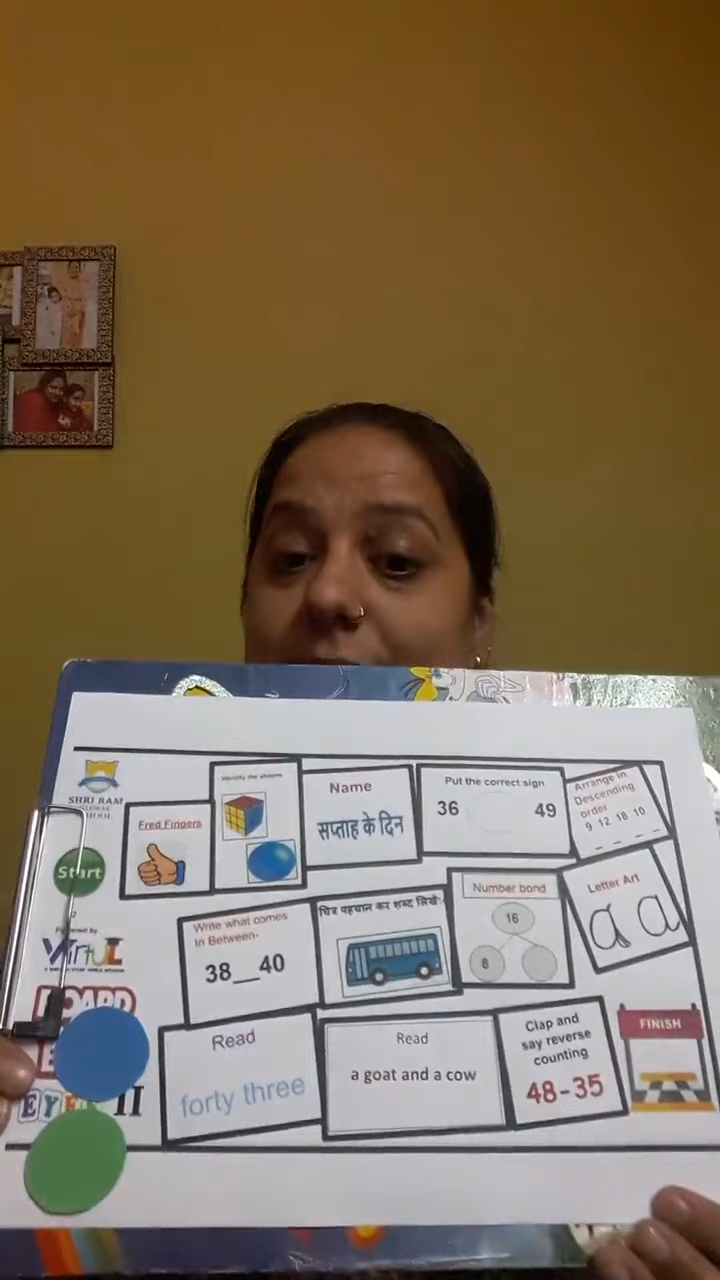 SHRI RAM
GLOBAL
SCHOOL
Start
Powered by
VIRTUL
BOARD
EYE II
Fred Fingers
Identify the shapes
Name
सप्ताह के दिन
Put the correct sign
36 49
Arrange in
Descending
order
9 12 18 10
_ _ _ _
Write what comes
In Between-
38__40
चित्र पहचान कर शब्द लिखें:-
Number bond
16
8
Letter Art
a a
Read
forty three
Read
a goat and a cow
Clap and
say reverse
counting
48-35
FINISH